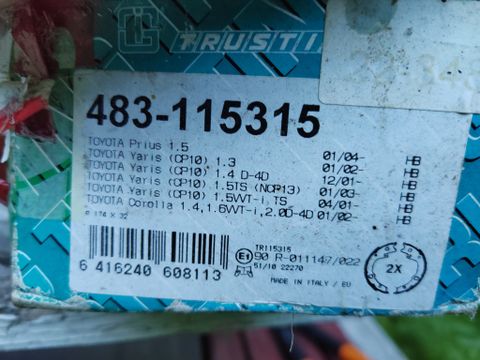 TRUSTI
483-115315
TOYOTA Prius 1.5 01/04- HB
TOYOTA Yaris (CP10) 1.3 01/02- HB
TOYOTA Yaris (CP10) 1.4 D-4D 12/01- HB
TOYOTA Yaris (CP10) 1.5TS (NCP13) 01/03- HB
TOYOTA Yaris (CP10) 1.5VVT-i, TS 04/01- HB
TOYOTA Corolla 1.4,1.6VVT-i,2.0D-4D 01/02- HB
TR115315
E1 90 R-011147/022
51/10 22270
2X
6 416240 608113
MADE IN ITALY / EU